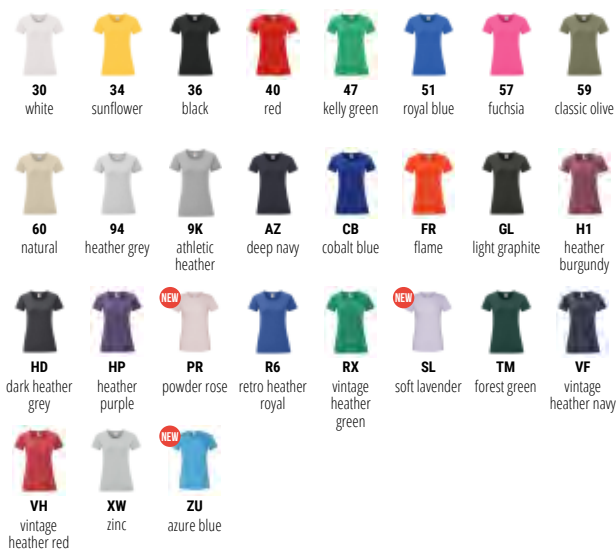 30 34 36 40 47 51 57 59
white sunflower black red kelly green royal blue fuchsia classic olive
60 94 9K AZ CB FR GL H1
natural heather grey athletic deep navy cobalt blue flame light graphite heather
heather burgundy
NEW NEW
HD HP PR R6 RX SL TM VF
dark heather heather powder rose retro heather vintage soft lavender forest green vintage
grey purple royal heather heather navy
green
NEW
VH XW ZU
vintage zinc azure blue
heather red